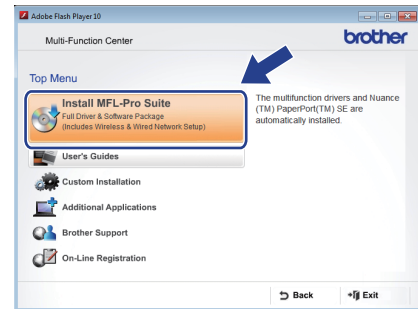 Adobe Flash Player 10
Multi-Function Center
brother
Top Menu
Install MFL-Pro Suite
Full Driver & Software Package
(Includes Wireless & Wired Network Setup)
The multifunction drivers and Nuance
(TM) PaperPort(TM) SE are
automatically installed.
User's Guides
Custom Installation
Additional Applications
Brother Support
On-Line Registration
Back
Exit